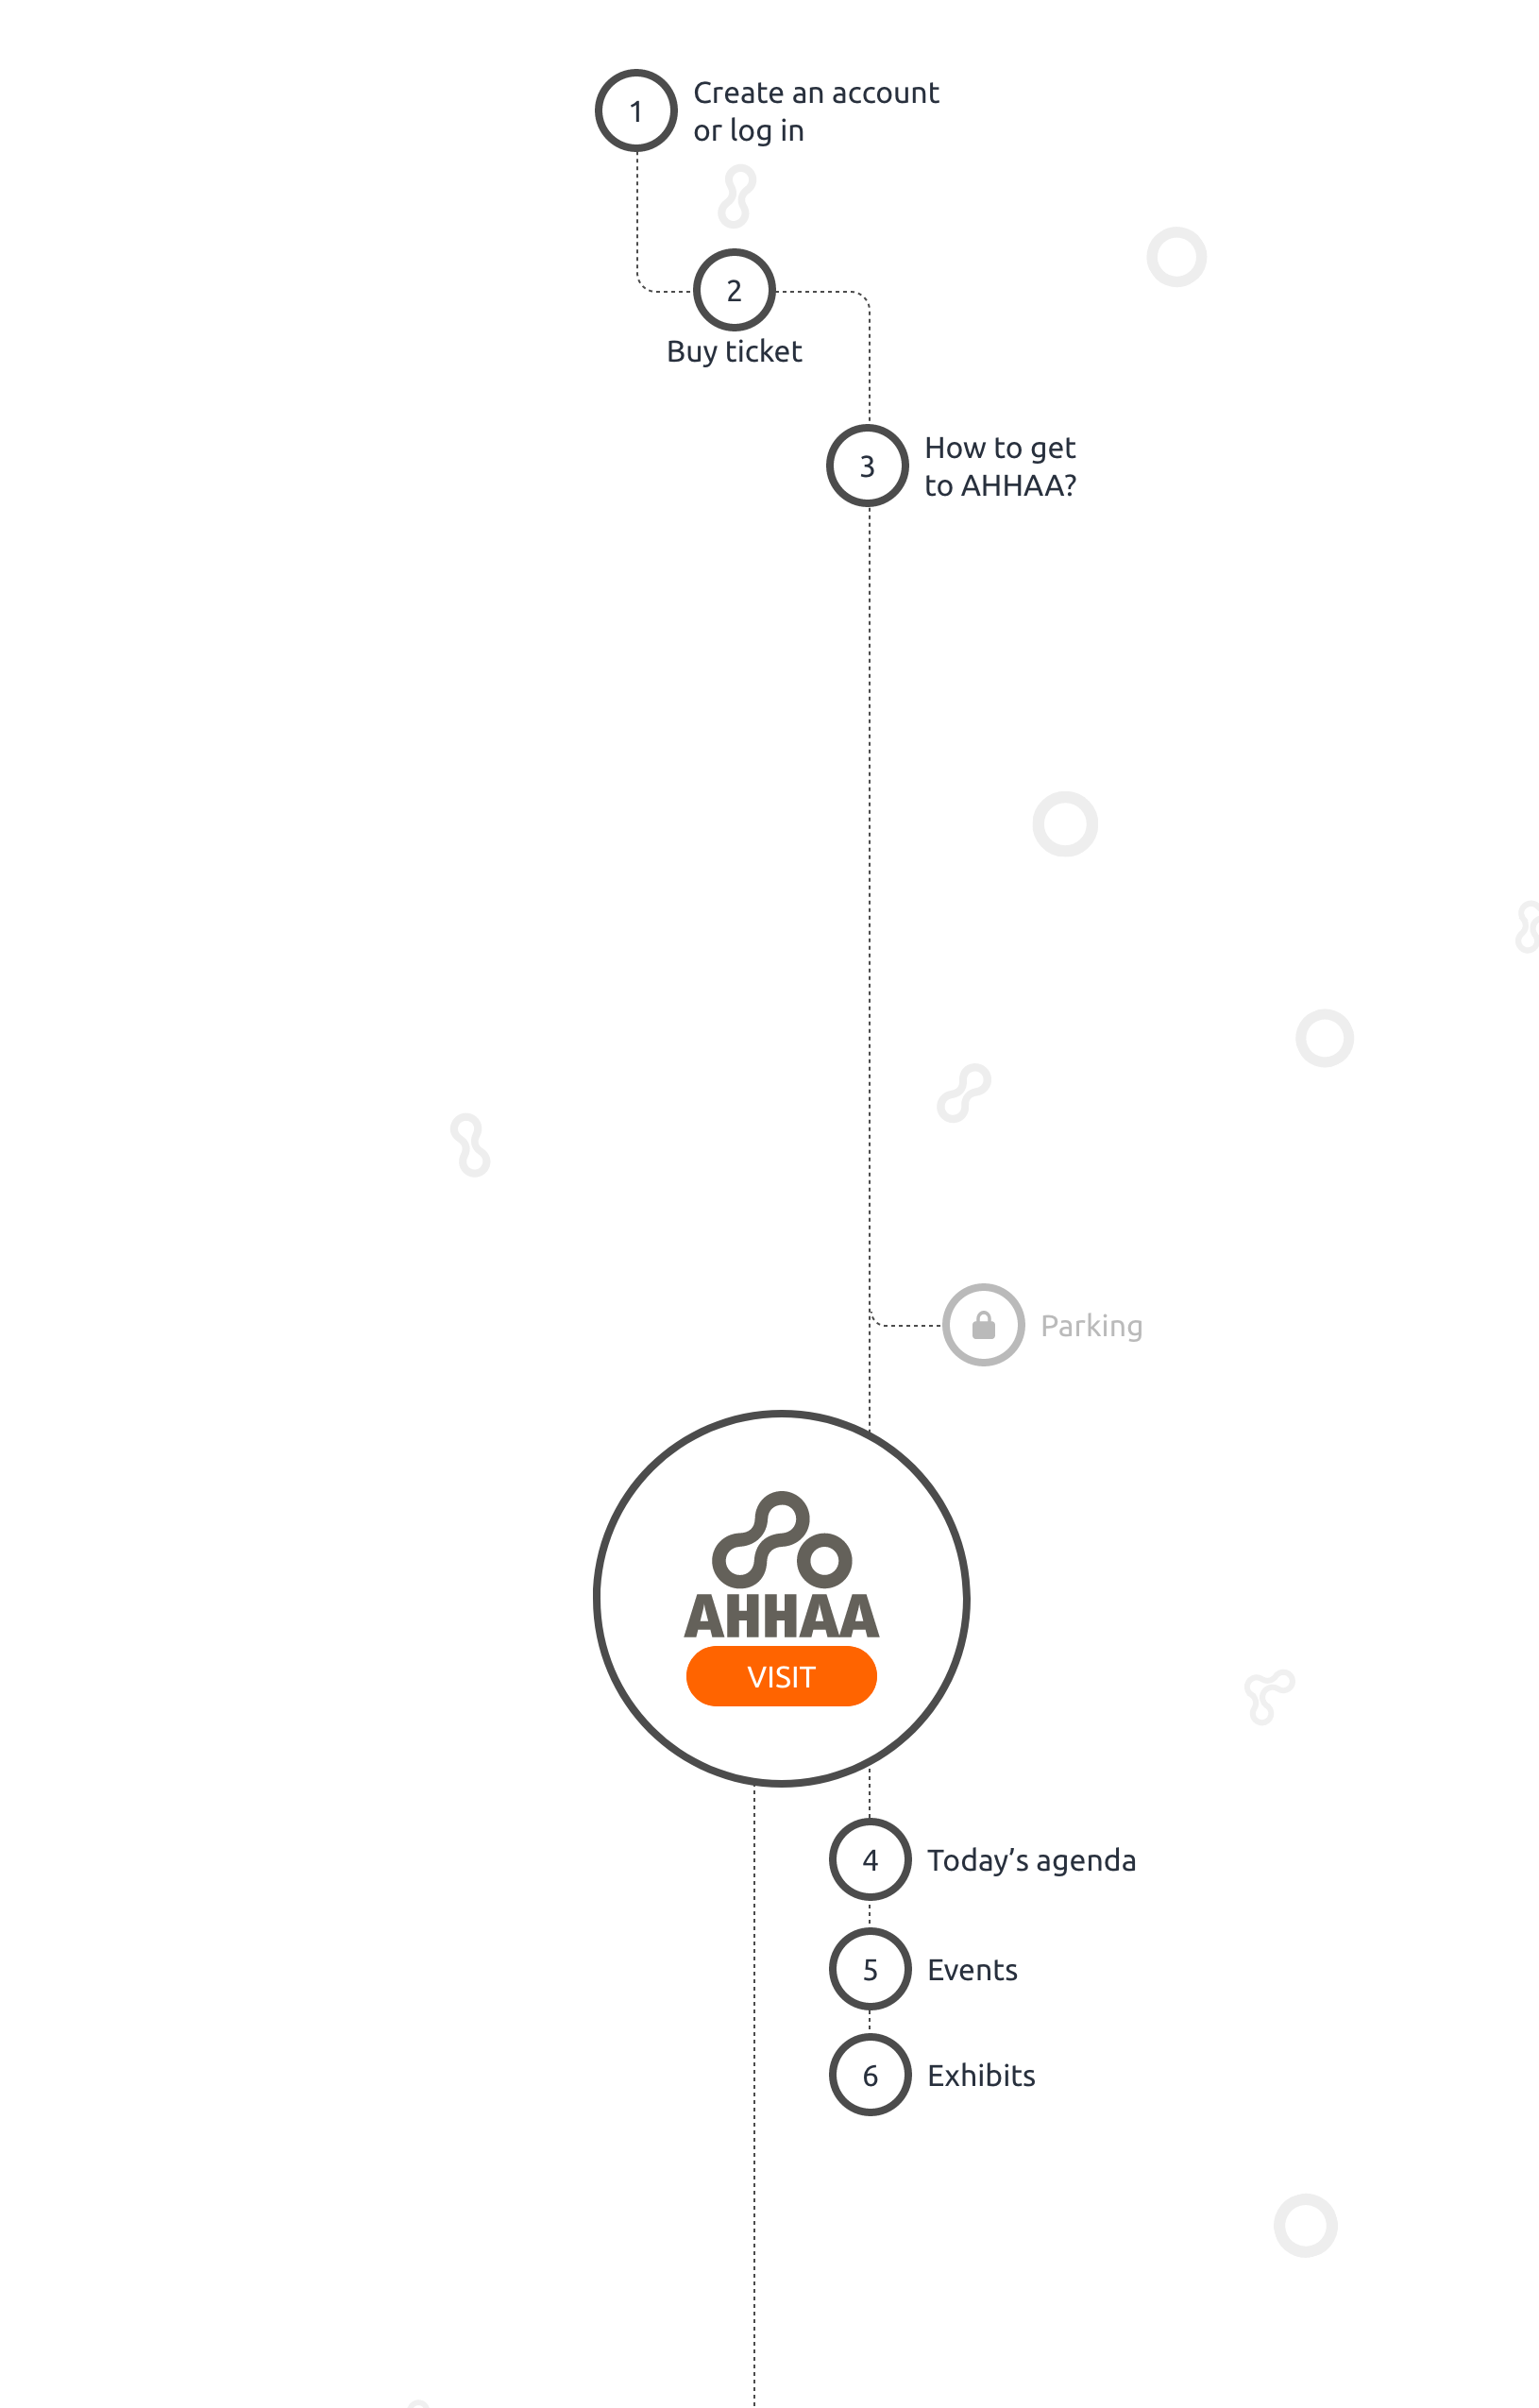 1
Create an account
or log in
2
Buy ticket
3
How to get
to AHHAA?
Parking
AHHAA
VISIT
4
Today’s agenda
5
Events
6
Exhibits